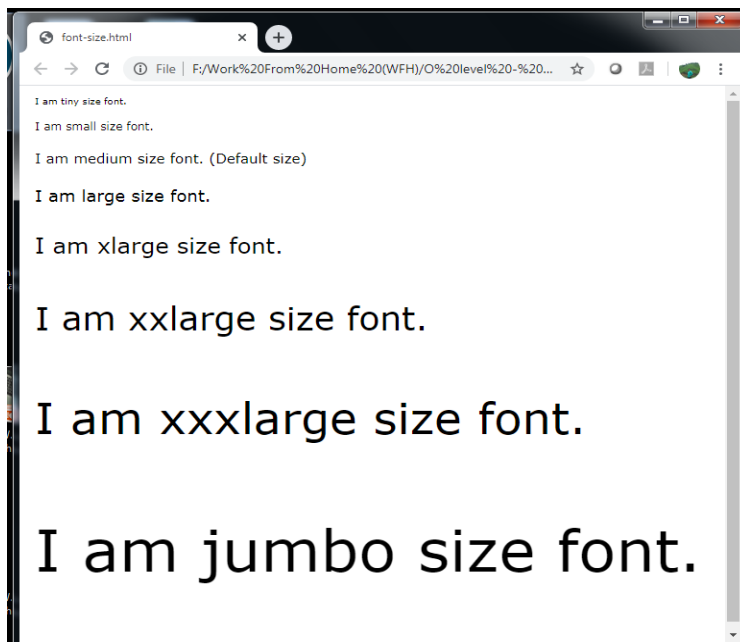 font-size.html
File | F:/Work%20From%20Home%20(WFH)/O%20level%20-%20...
I am tiny size font.
I am small size font.
I am medium size font. (Default size)
I am large size font.
I am xlarge size font.
I am xxlarge size font.
I am xxxlarge size font.
I am jumbo size font.